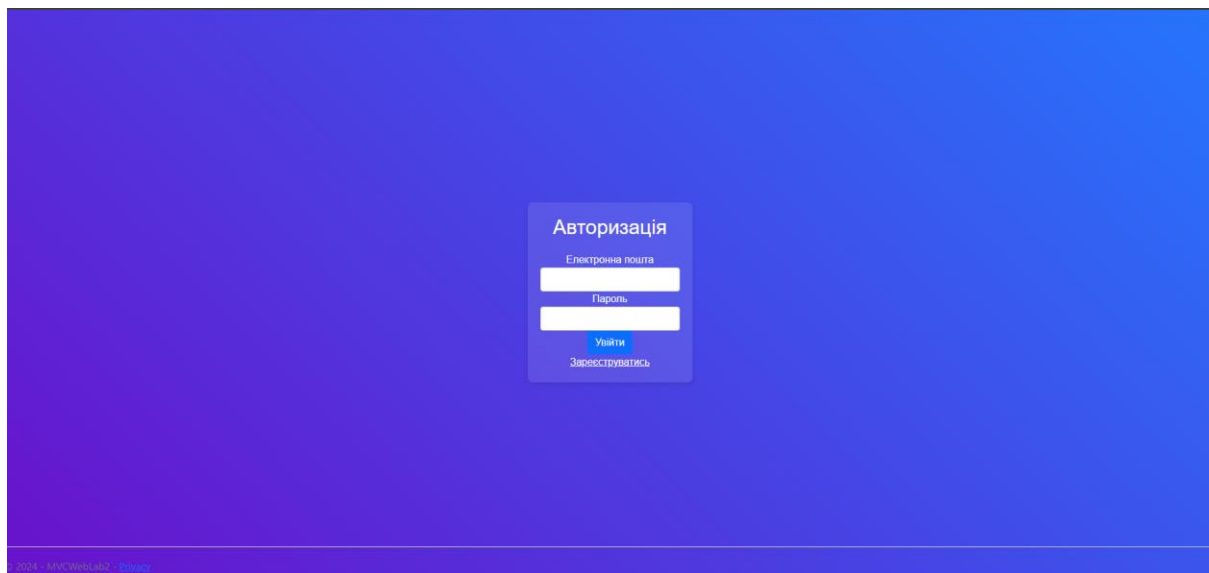 Авторизація
Електронна пошта
Пароль
Увійти
Зареєструватись
© 2024 - MVCWebLab2 - Privacy